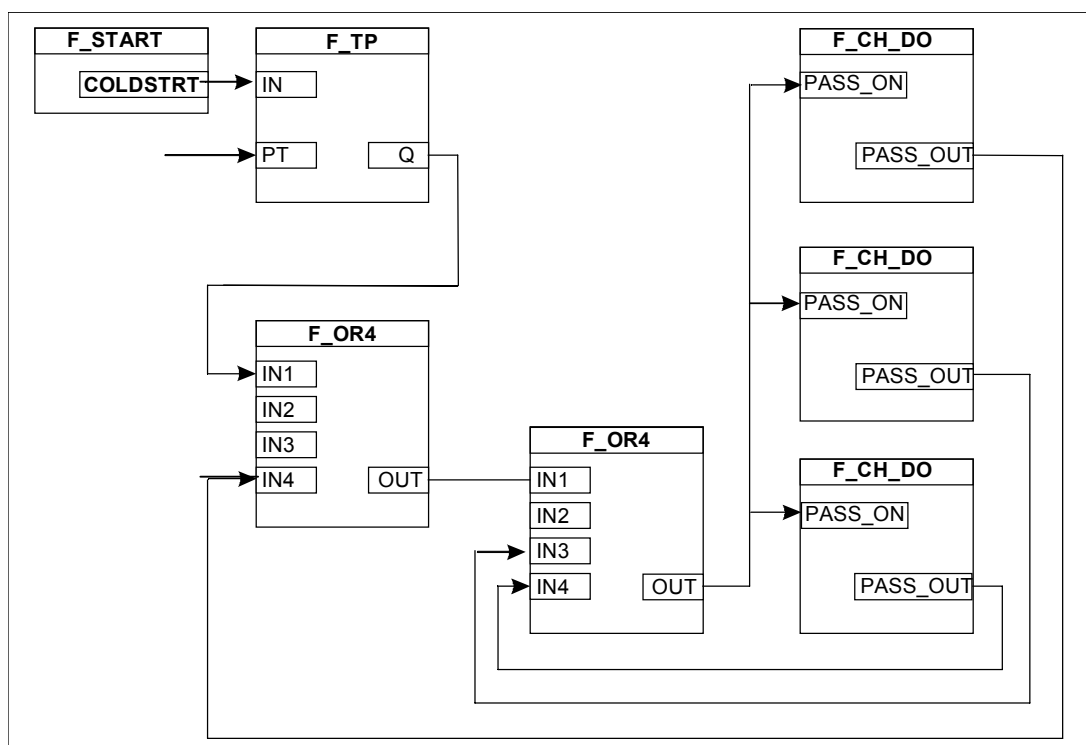 F_START
COLDSTRT
F_TP
IN
PT
Q
F_OR4
IN1
IN2
IN3
IN4
OUT
F_OR4
IN1
IN2
IN3
IN4
OUT
F_CH_DO
PASS_ON
PASS_OUT
F_CH_DO
PASS_ON
PASS_OUT
F_CH_DO
PASS_ON
PASS_OUT